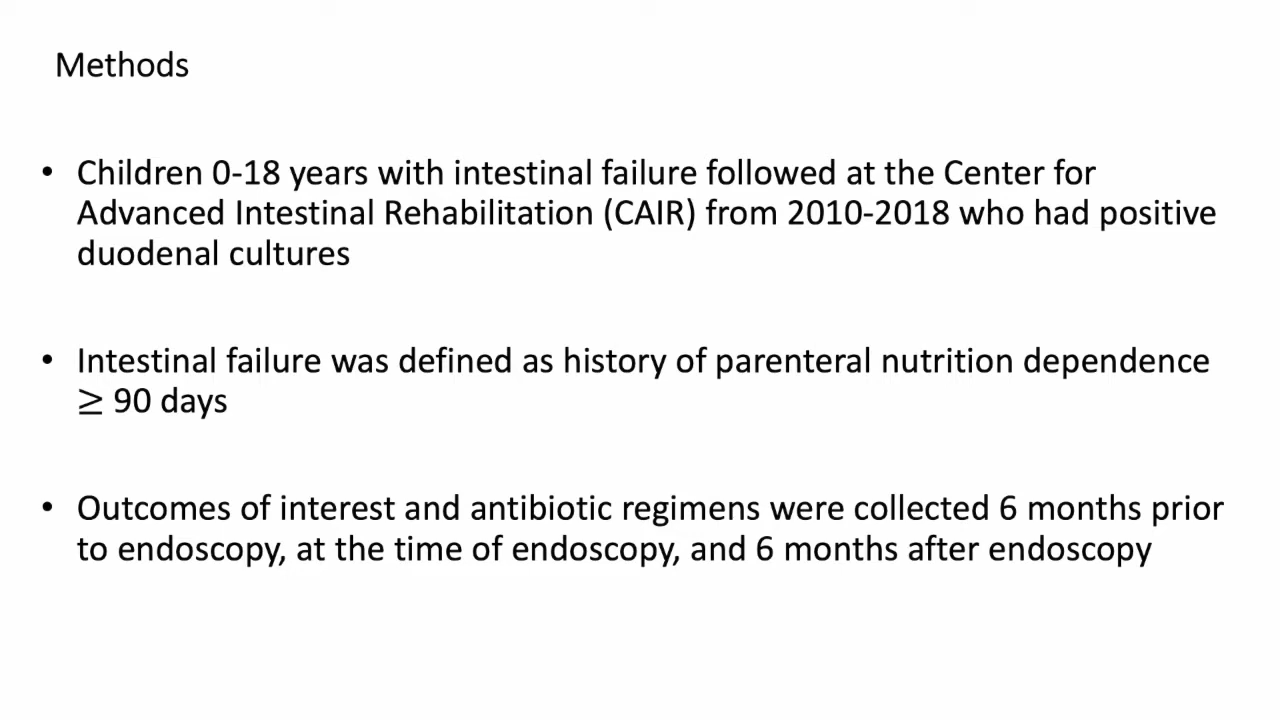 Methods
• Children 0-18 years with intestinal failure followed at the Center for
Advanced Intestinal Rehabilitation (CAIR) from 2010-2018 who had positive
duodenal cultures
• Intestinal failure was defined as history of parenteral nutrition dependence
≥ 90 days
• Outcomes of interest and antibiotic regimens were collected 6 months prior
to endoscopy, at the time of endoscopy, and 6 months after endoscopy